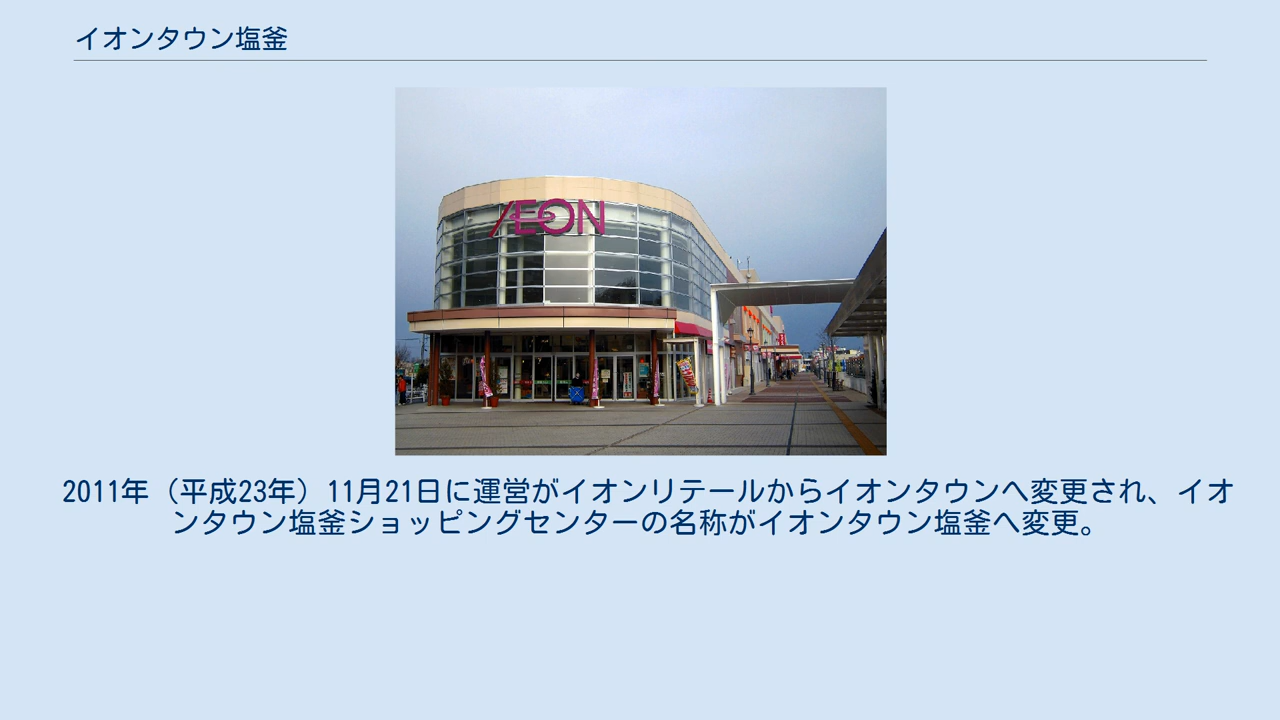 イオンタウン塩釜
ÆON
2011年（平成23年）11月21日に運営がイオンリテールからイオンタウンへ変更され、イオ
ンタウン塩釜ショッピングセンターの名称がイオンタウン塩釜へ変更。